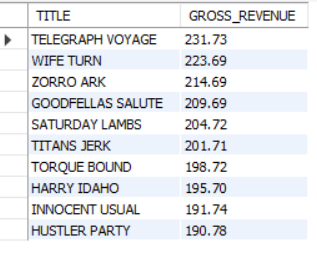 TITLE GROSS_REVENUE
TELEGRAPH VOYAGE 231.73
WIFE TURN 223.69
ZORRO ARK 214.69
GOODFELLAS SALUTE 209.69
SATURDAY LAMBS 204.72
TITANS JERK 201.71
TORQUE BOUND 198.72
HARRY IDAHO 195.70
INNOCENT USUAL 191.74
HUSTLER PARTY 190.78